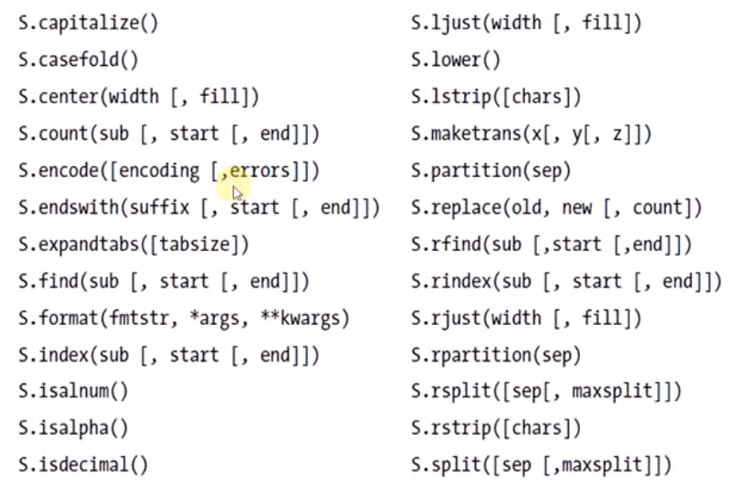 S.capitalize()
S.casefold()
S.center(width [, fill])
S.count(sub [, start [, end]])
S.encode([encoding [,errors]])
S.endswith(suffix [, start [, end]])
S.expandtabs([tabsize])
S.find(sub [, start [, end]])
S.format(fmtstr, *args, **kwargs)
S.index(sub [, start [, end]])
S.isalnum()
S.isalpha()
S.isdecimal()
S.ljust(width [, fill])
S.lower()
S.lstrip([chars])
S.maketrans(x[, y[, z]])
S.partition(sep)
S.replace(old, new [, count])
S.rfind(sub [,start [,end]])
S.rindex(sub [, start [, end]])
S.rjust(width [, fill])
S.rpartition(sep)
S.rsplit([sep[, maxsplit]])
S.rstrip([chars])
S.split([sep [,maxsplit]])